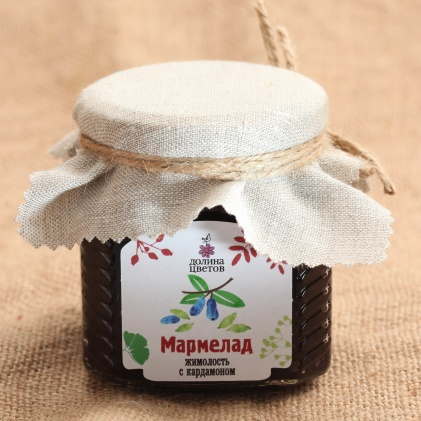 долина
цветов
Мармелад
жимолость
с кардамоном